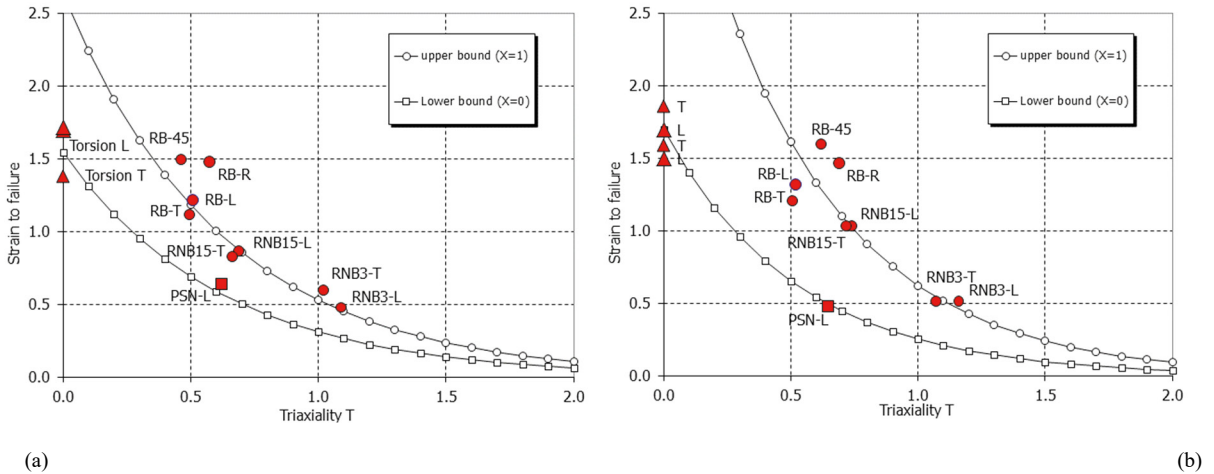 2.5
2.0
1.5
1.0
0.5
0.0
Strain to failure
upper bound (X=1)
Lower bound (X=0)
RB-45
RB-R
Torsion L
Torsion T
RB-L
RB-T
RNB15-T
RNB15-L
RNB3-T
PSN-L
RNB3-L
0.0 0.5 1.0 1.5 2.0
Triaxiality T
(a)
2.5
2.0
1.5
1.0
0.5
0.0
Strain to failure
upper bound (X=1)
Lower bound (X=0)
T
L
T
L
RB-45
RB-R
RB-L
RB-T
RNB15-L
RNB15-T
RNB3-T
RNB3-L
PSN-L
0.0 0.5 1.0 1.5 2.0
Triaxiality T
(b)